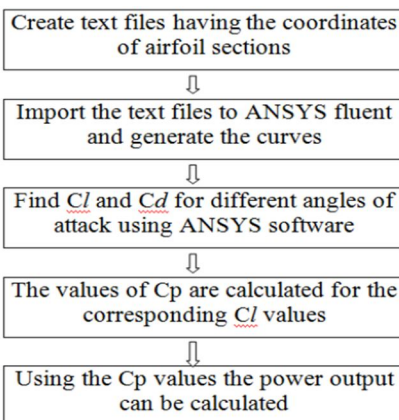 Create text files having the coordinates
of airfoil sections
Import the text files to ANSYS fluent
and generate the curves
Find Cl and Cd for different angles of
attack using ANSYS software
The values of Cp are calculated for the
corresponding Cl values
Using the Cp values the power output
can be calculated